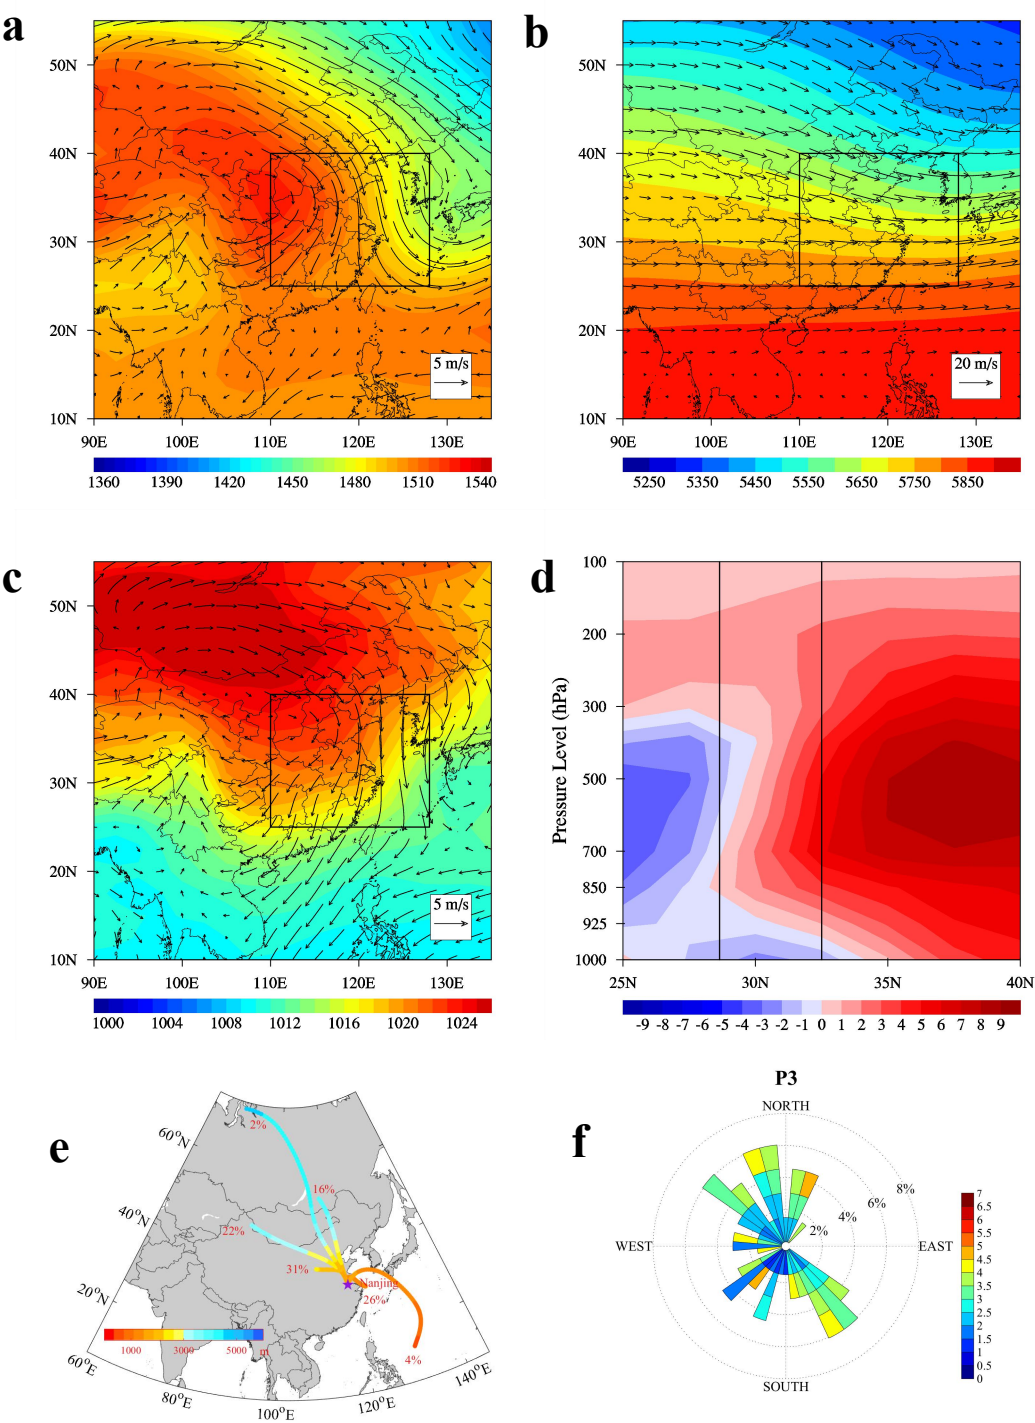 a
50N
40N
30N
20N
10N
5 m/s
90E 100E 110E 120E 130E
1360 1390 1420 1450 1480 1510 1540
b
50N
40N
30N
20N
10N
20 m/s
90E 100E 110E 120E 130E
5250 5350 5450 5550 5650 5750 5850
c
50N
40N
30N
20N
10N
5 m/s
90E 100E 110E 120E 130E
1000 1004 1008 1012 1016 1020 1024
d
Pressure Level (hPa)
100
200
300
500
700
850
925
1000
25N 30N 35N 40N
-9 -8 -7 -6 -5 -4 -3 -2 -1 0 1 2 3 4 5 6 7 8 9
e
60°N
40°N
20°N
2%
16%
22%
31%
Nanjing
26%
4%
1000 3000 5000 m
60°E 80°E 100°E 120°E 140°E
f
P3
NORTH
WEST
EAST
SOUTH
2% 4% 6% 8%
7
6.5
6
5.5
5
4.5
4
3.5
3
2.5
2
1.5
1
0.5
0